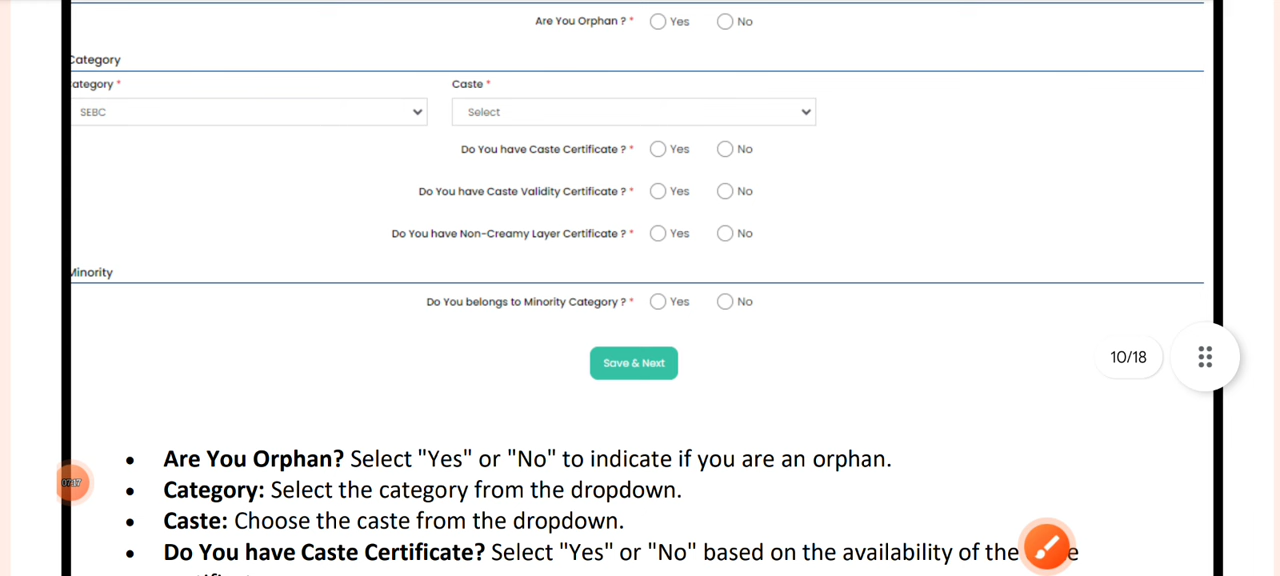 Are You Orphan ? * Yes No
Category
ategory * Caste *
SEBC Select
Do You have Caste Certificate ? * Yes No
Do You have Caste Validity Certificate ? * Yes No
Do You have Non-Creamy Layer Certificate ? * Yes No
Minority
Do You belongs to Minority Category ? * Yes No
Save & Next
10/18
• Are You Orphan? Select "Yes" or "No" to indicate if you are an orphan.
• Category: Select the category from the dropdown.
• Caste: Choose the caste from the dropdown.
• Do You have Caste Certificate? Select "Yes" or "No" based on the availability of the e